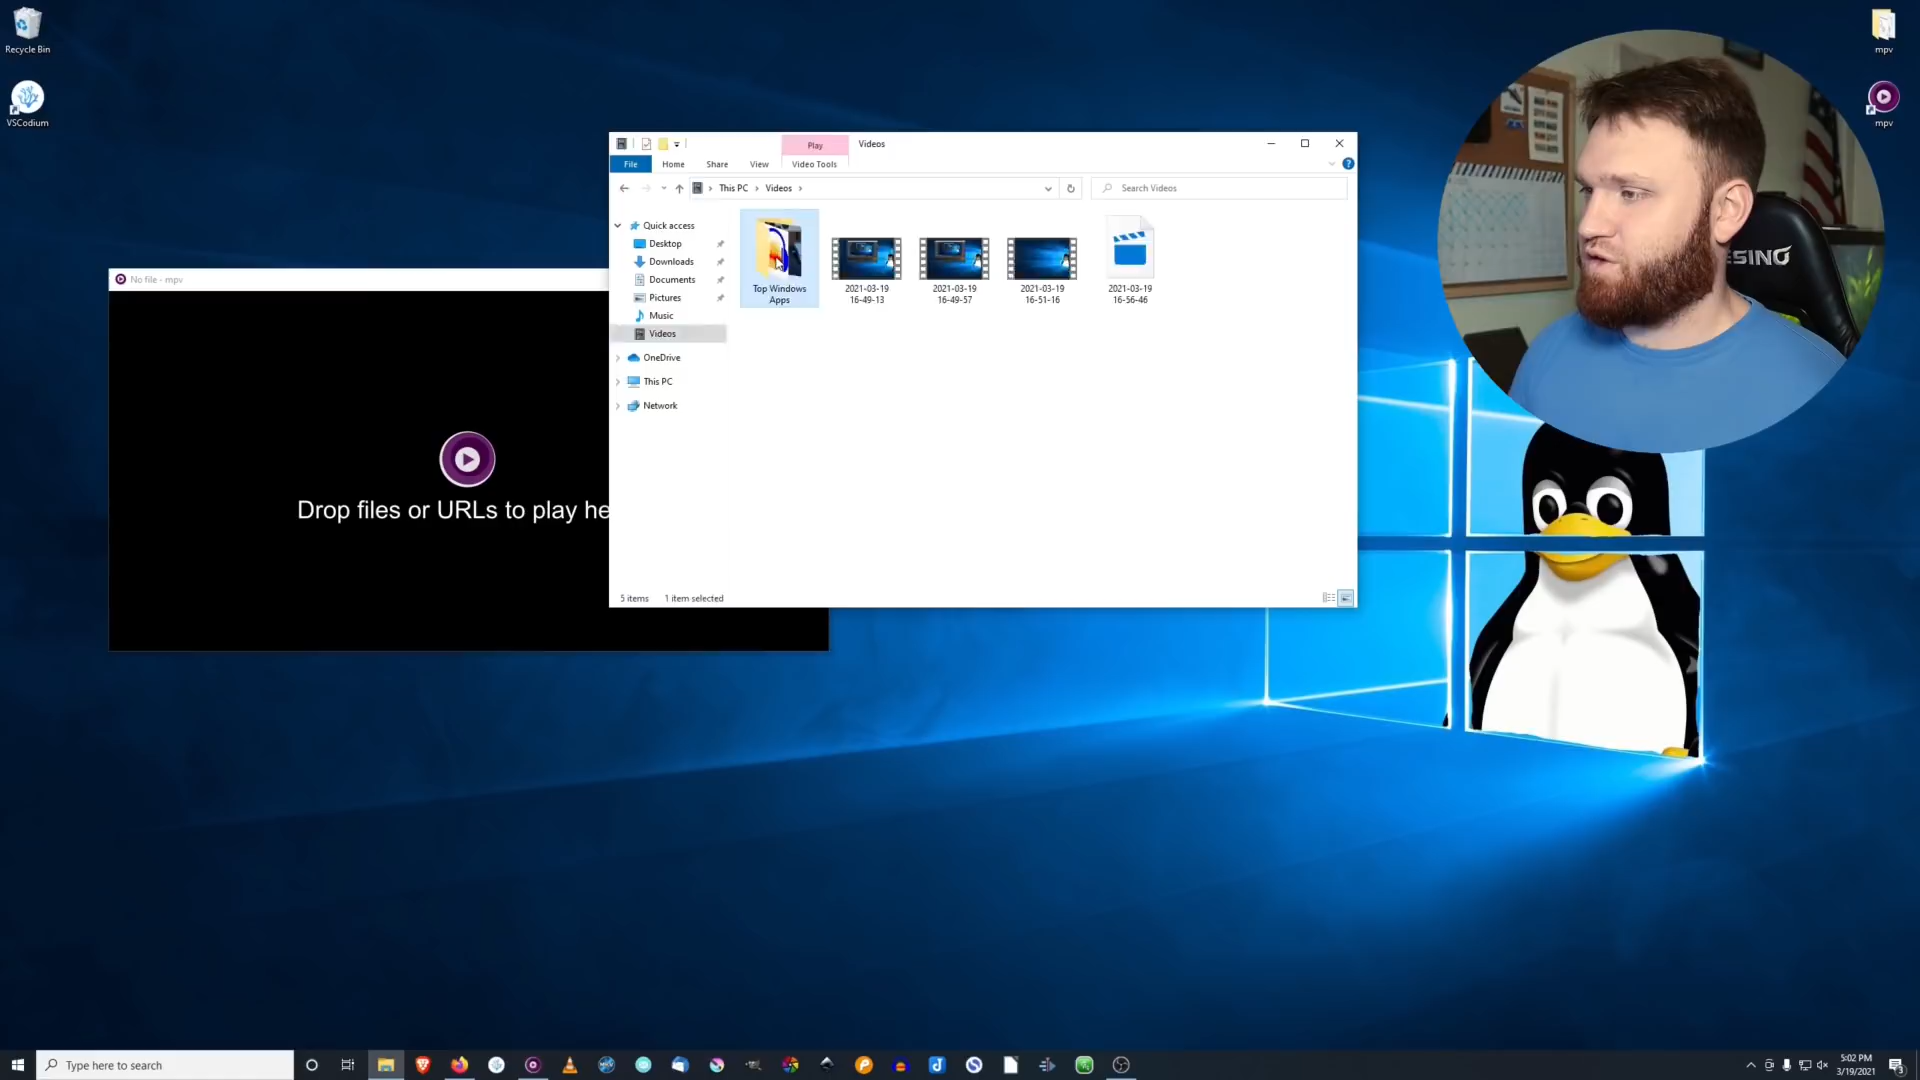 Recycle Bin
VSCodium
mpv
mpv
ESINO
No file - mpv
Drop files or URLs to play he
Play
Videos
File
Home
Share
View
Video Tools
This PC
Videos
Search Videos
Quick access
Desktop
Downloads
Documents
Pictures
Music
Videos
OneDrive
This PC
Network
Top Windows
Apps
2021-03-19
16-49-13
2021-03-19
16-49-57
2021-03-19
16-51-16
2021-03-19
16-56-46
5 items
1 item selected
Type here to search
5:02 PM
3/19/2021